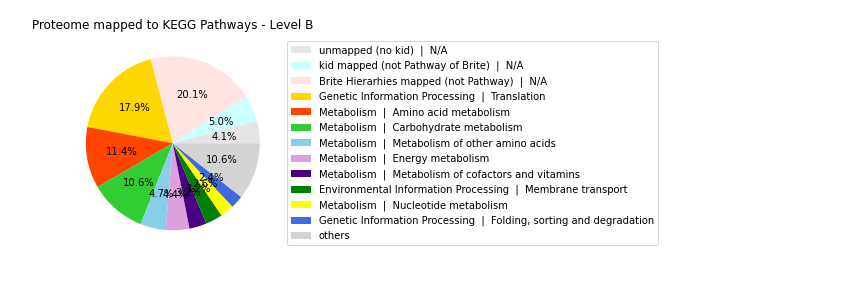 Proteome mapped to KEGG Pathways - Level B
unmapped (no kid) | N/A
kid mapped (not Pathway of Brite) | N/A
Brite Hierarhies mapped (not Pathway) | N/A
Genetic Information Processing | Translation
Metabolism | Amino acid metabolism
Metabolism | Carbohydrate metabolism
Metabolism | Metabolism of other amino acids
Metabolism | Energy metabolism
Metabolism | Metabolism of cofactors and vitamins
Environmental Information Processing | Membrane transport
Metabolism | Nucleotide metabolism
Genetic Information Processing | Folding, sorting and degradation
others
20.1%
17.9%
5.0%
4.1%
11.4%
10.6%
10.6%
2.4%
4.7%
4.4%